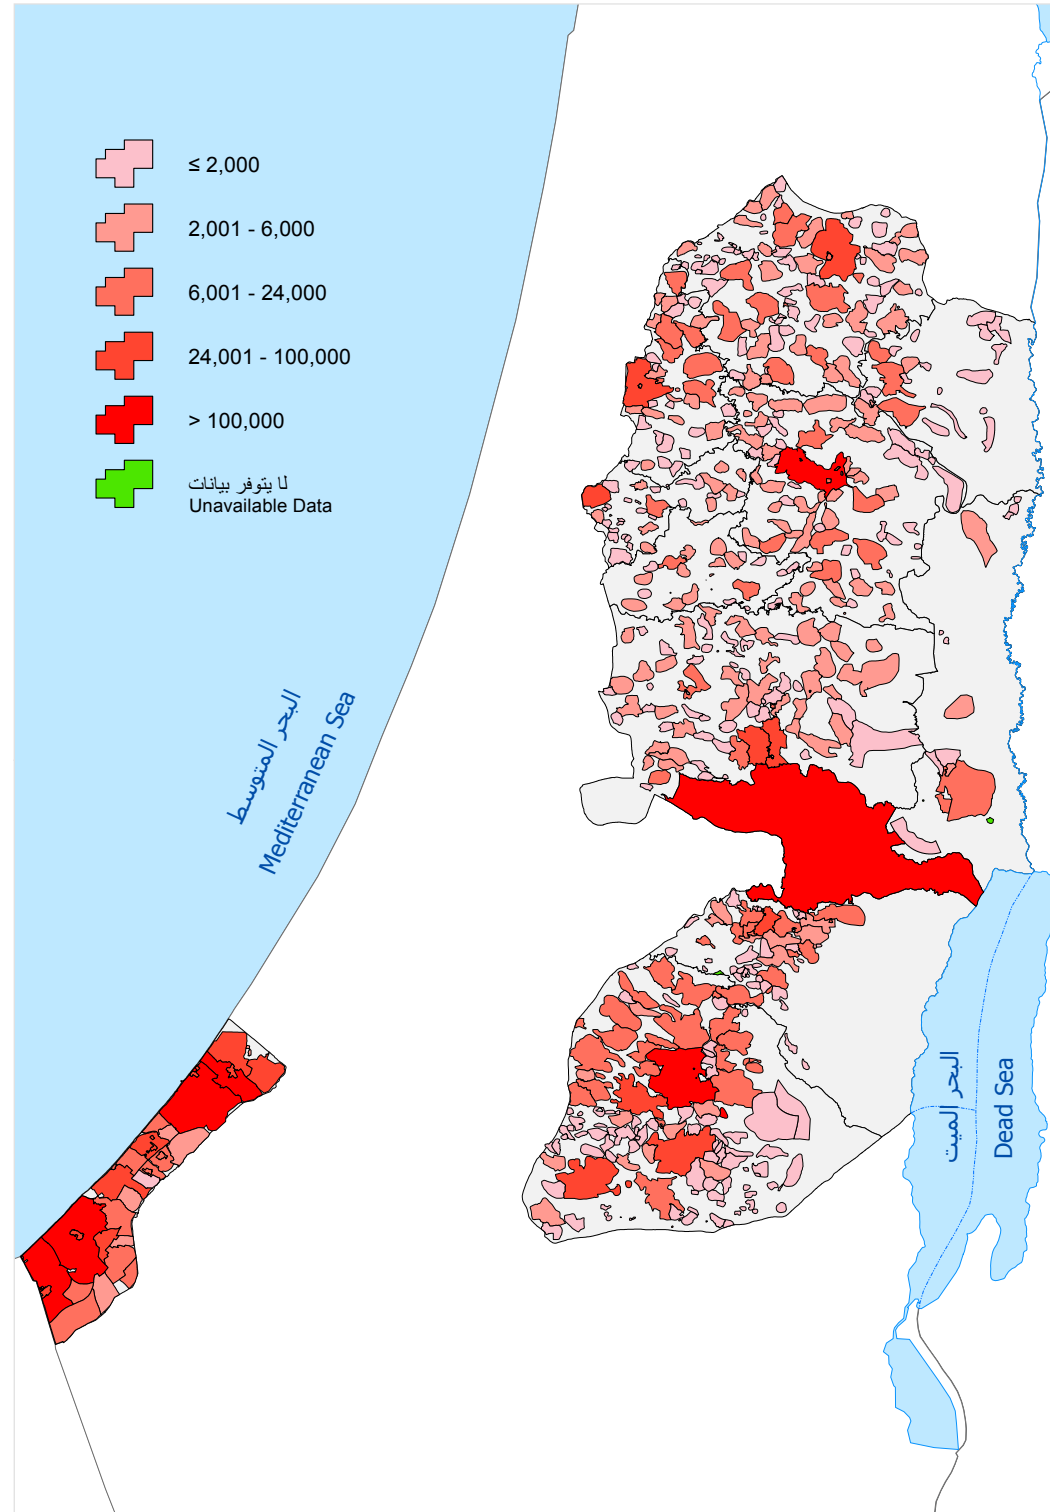 ≤ 2,000
2,001 - 6,000
6,001 - 24,000
24,001 - 100,000
> 100,000
لا يتوفر بيانات
Unavailable Data
البحر المتوسط
Mediterranean Sea
البحر الميت
Dead Sea